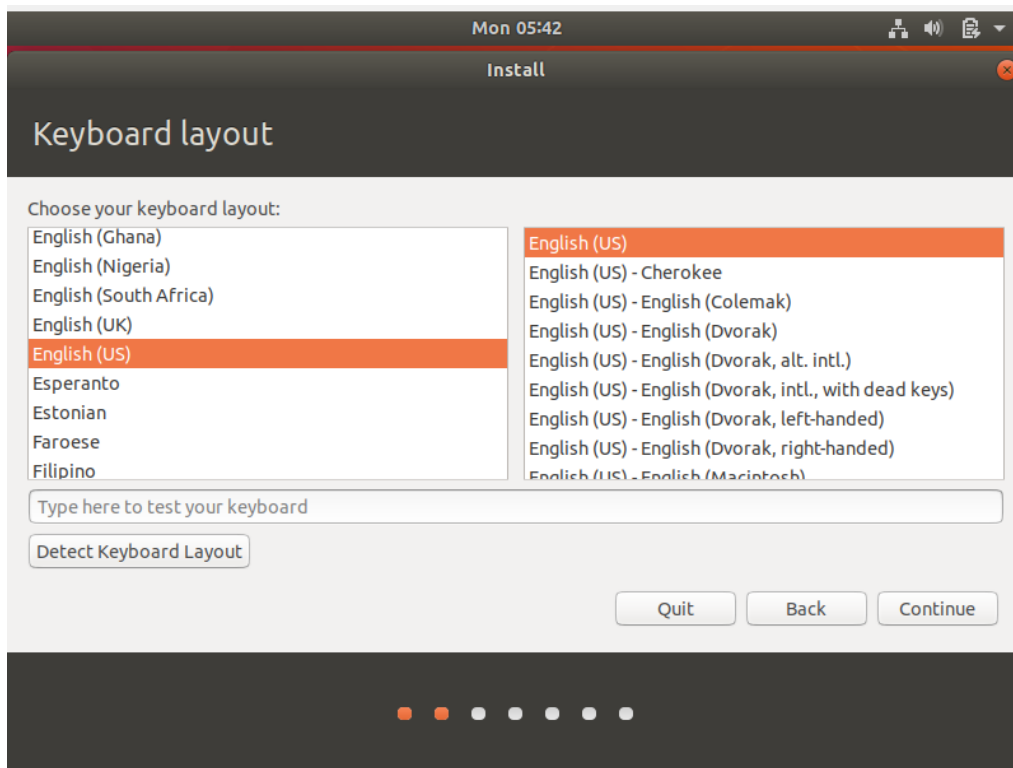 Mon 05:42
Install
Keyboard layout
Choose your keyboard layout:
English (Ghana)
English (Nigeria)
English (South Africa)
English (UK)
English (US)
Esperanto
Estonian
Faroese
Filipino
English (US)
English (US) - Cherokee
English (US) - English (Colemak)
English (US) - English (Dvorak)
English (US) - English (Dvorak, alt. intl.)
English (US) - English (Dvorak, intl., with dead keys)
English (US) - English (Dvorak, left-handed)
English (US) - English (Dvorak, right-handed)
English (US) - English (Macintosh)
Type here to test your keyboard
Detect Keyboard Layout
Quit Back Continue